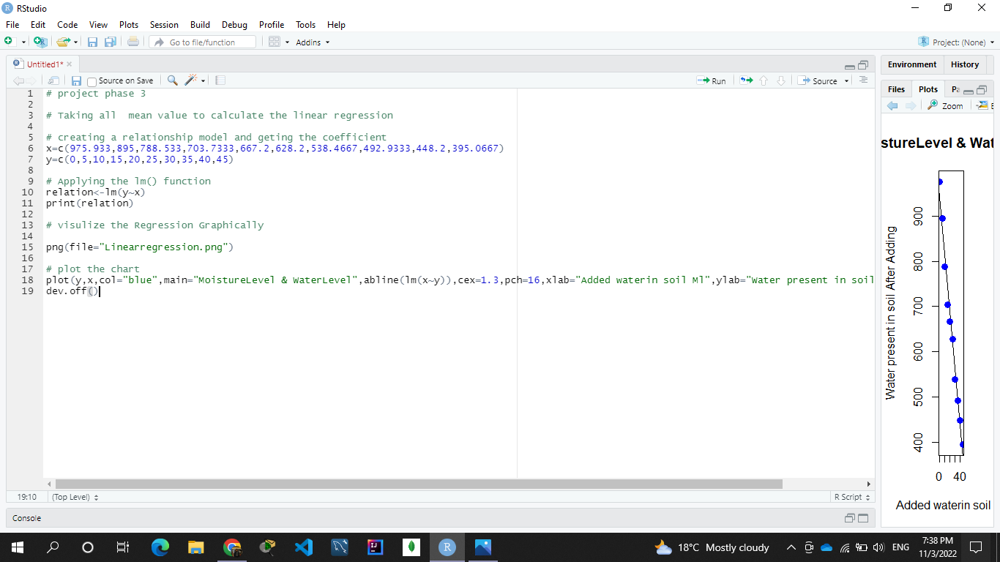 RStudio
File Edit Code View Plots Session Build Debug Profile Tools Help
Go to file/function Addins Project: (None)
Untitled1*
Source on Save Run Source
1 # project phase 3
2
3 # Taking all  mean value to calculate the linear regression
4
5 # creating a relationship model and geting the coefficient
6 x=c(975.933,895,788.533,703.7333,667.2,628.2,538.4667,492.9333,448.2,395.0667)
7 y=c(0,5,10,15,20,25,30,35,40,45)
8
9 # Applying the lm() function
10 relation<-lm(y~x)
11 print(relation)
12
13 # visulize the Regression Graphically
14
15 png(file="Linearregression.png")
16
17 # plot the chart
18 plot(y,x,col="blue",main="MoistureLevel & WaterLevel",abline(lm(x~y)),cex=1.3,pch=16,xlab="Added waterin soil Ml",ylab="Water present in soil
19 dev.off()
19:10 (Top Level) R Script
Console
Environment History
Files Plots Pa
Zoom E
stureLevel & Wat
Water present in soil After Adding
900
800
700
600
500
400
0 40
Added waterin soil
18°C Mostly cloudy ENG 7:38 PM
11/3/2022